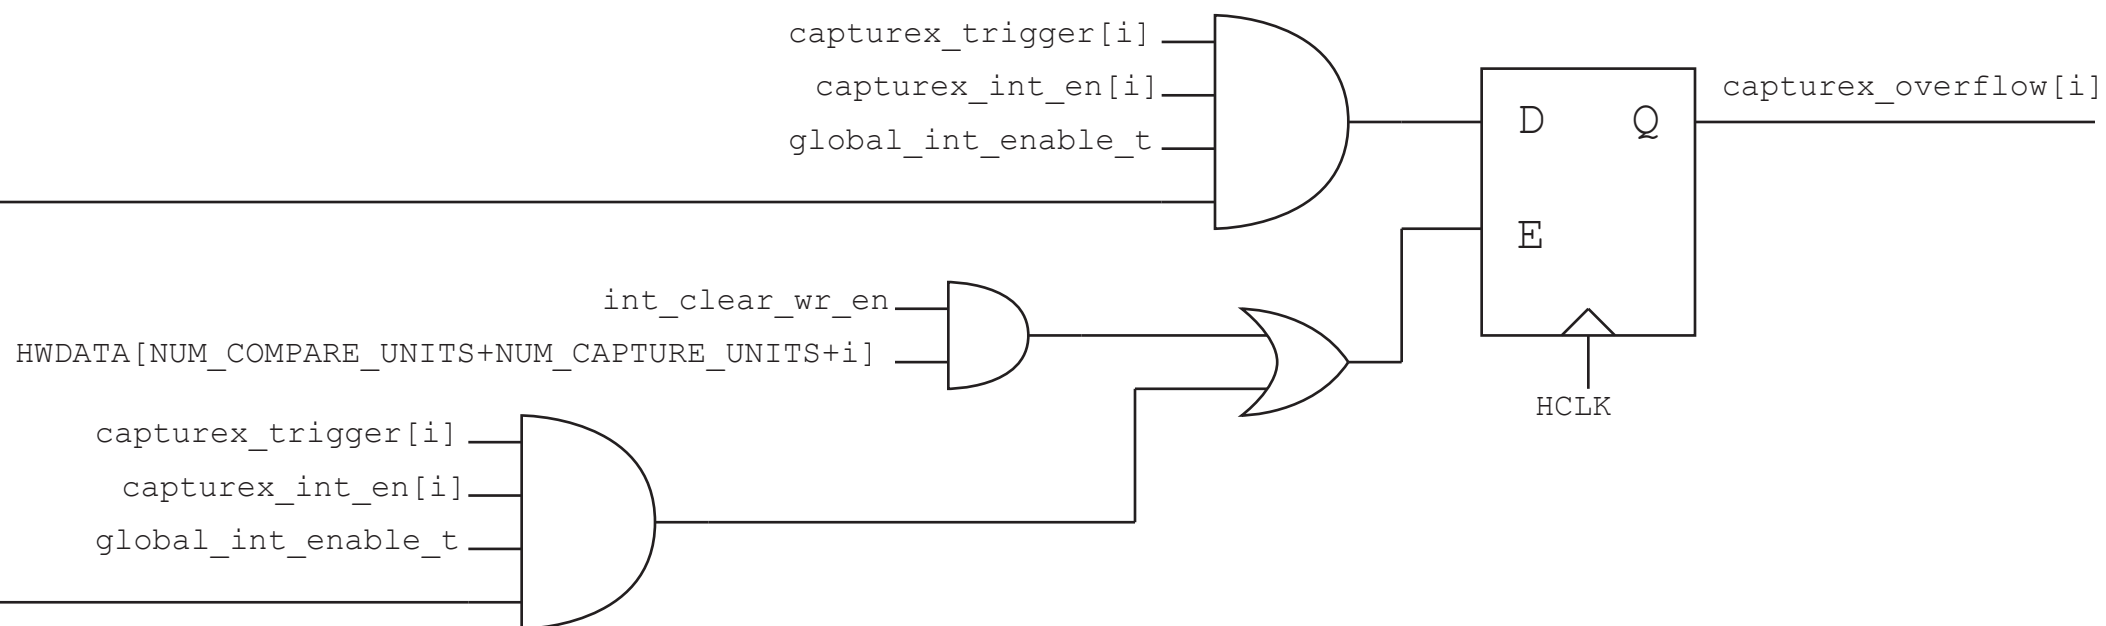 capturex_trigger[i]
capturex_int_en[i]
capturex_overflow[i]
D Q
global_int_enable_t
E
int_clear_wr_en
HWDATA[NUM_COMPARE_UNITS+NUM_CAPTURE_UNITS+i]
HCLK
capturex_trigger[i]
capturex_int_en[i]
global_int_enable_t